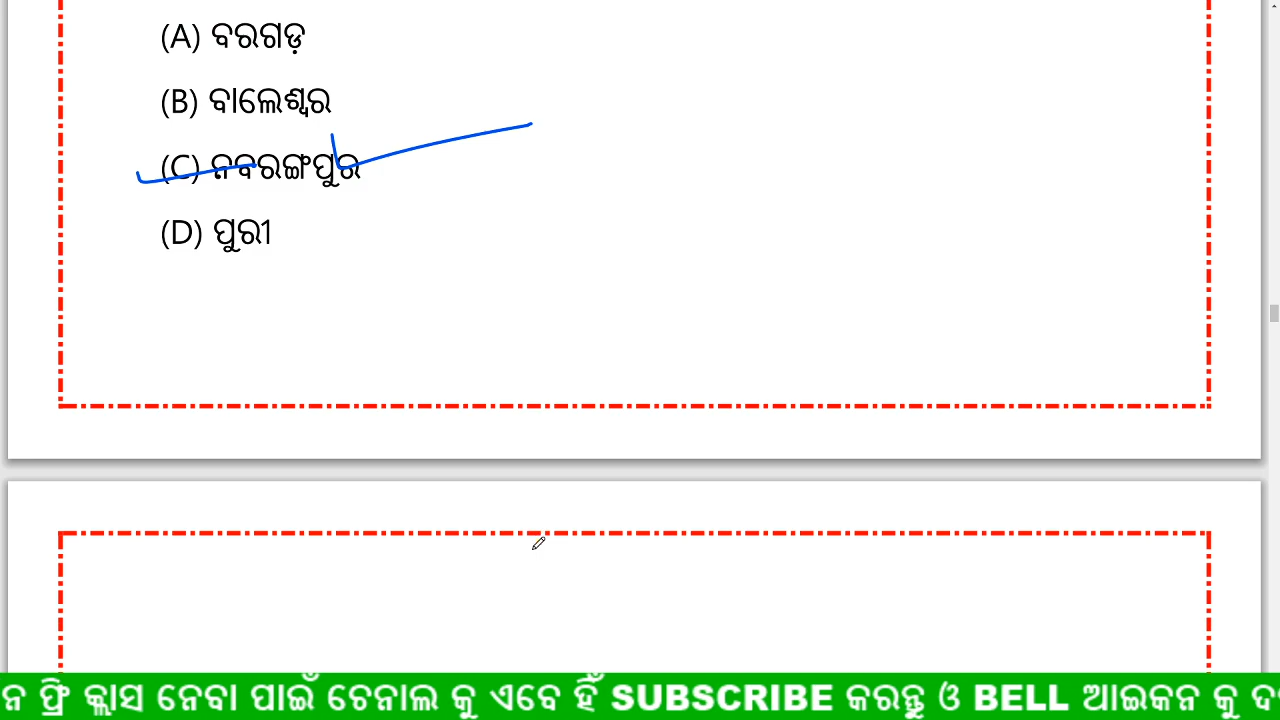 (A) ବରଗଡ଼
(B) ବାଲେଶ୍ୱର
(C) ନବରଙ୍ଗପୁର
(D) ପୁରୀ
ନ ଫ୍ରି କ୍ଲାସ ନେବା ପାଇଁ ଚେନାଲ କୁ ଏବେ ହିଁ SUBSCRIBE କରନ୍ତୁ ଓ BELL ଆଇକନ କୁ